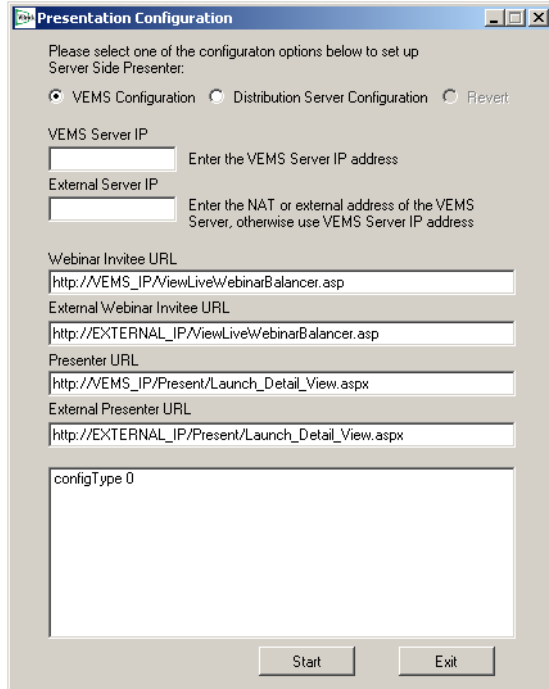 Presentation Configuration
Please select one of the configuraton options below to set up
Server Side Presenter:
VEMS Configuration Distribution Server Configuration Revert
VEMS Server IP
Enter the VEMS Server IP address
External Server IP
Enter the NAT or external address of the VEMS
Server, otherwise use VEMS Server IP address
Webinar Invitee URL
http://VEMS_IP/ViewLiveWebinarBalancer.asp
External Webinar Invitee URL
http://EXTERNAL_IP/ViewLiveWebinarBalancer.asp
Presenter URL
http://VEMS_IP/Present/Launch_Detail_View.aspx
External Presenter URL
http://EXTERNAL_IP/Present/Launch_Detail_View.aspx
configType 0
Start Exit